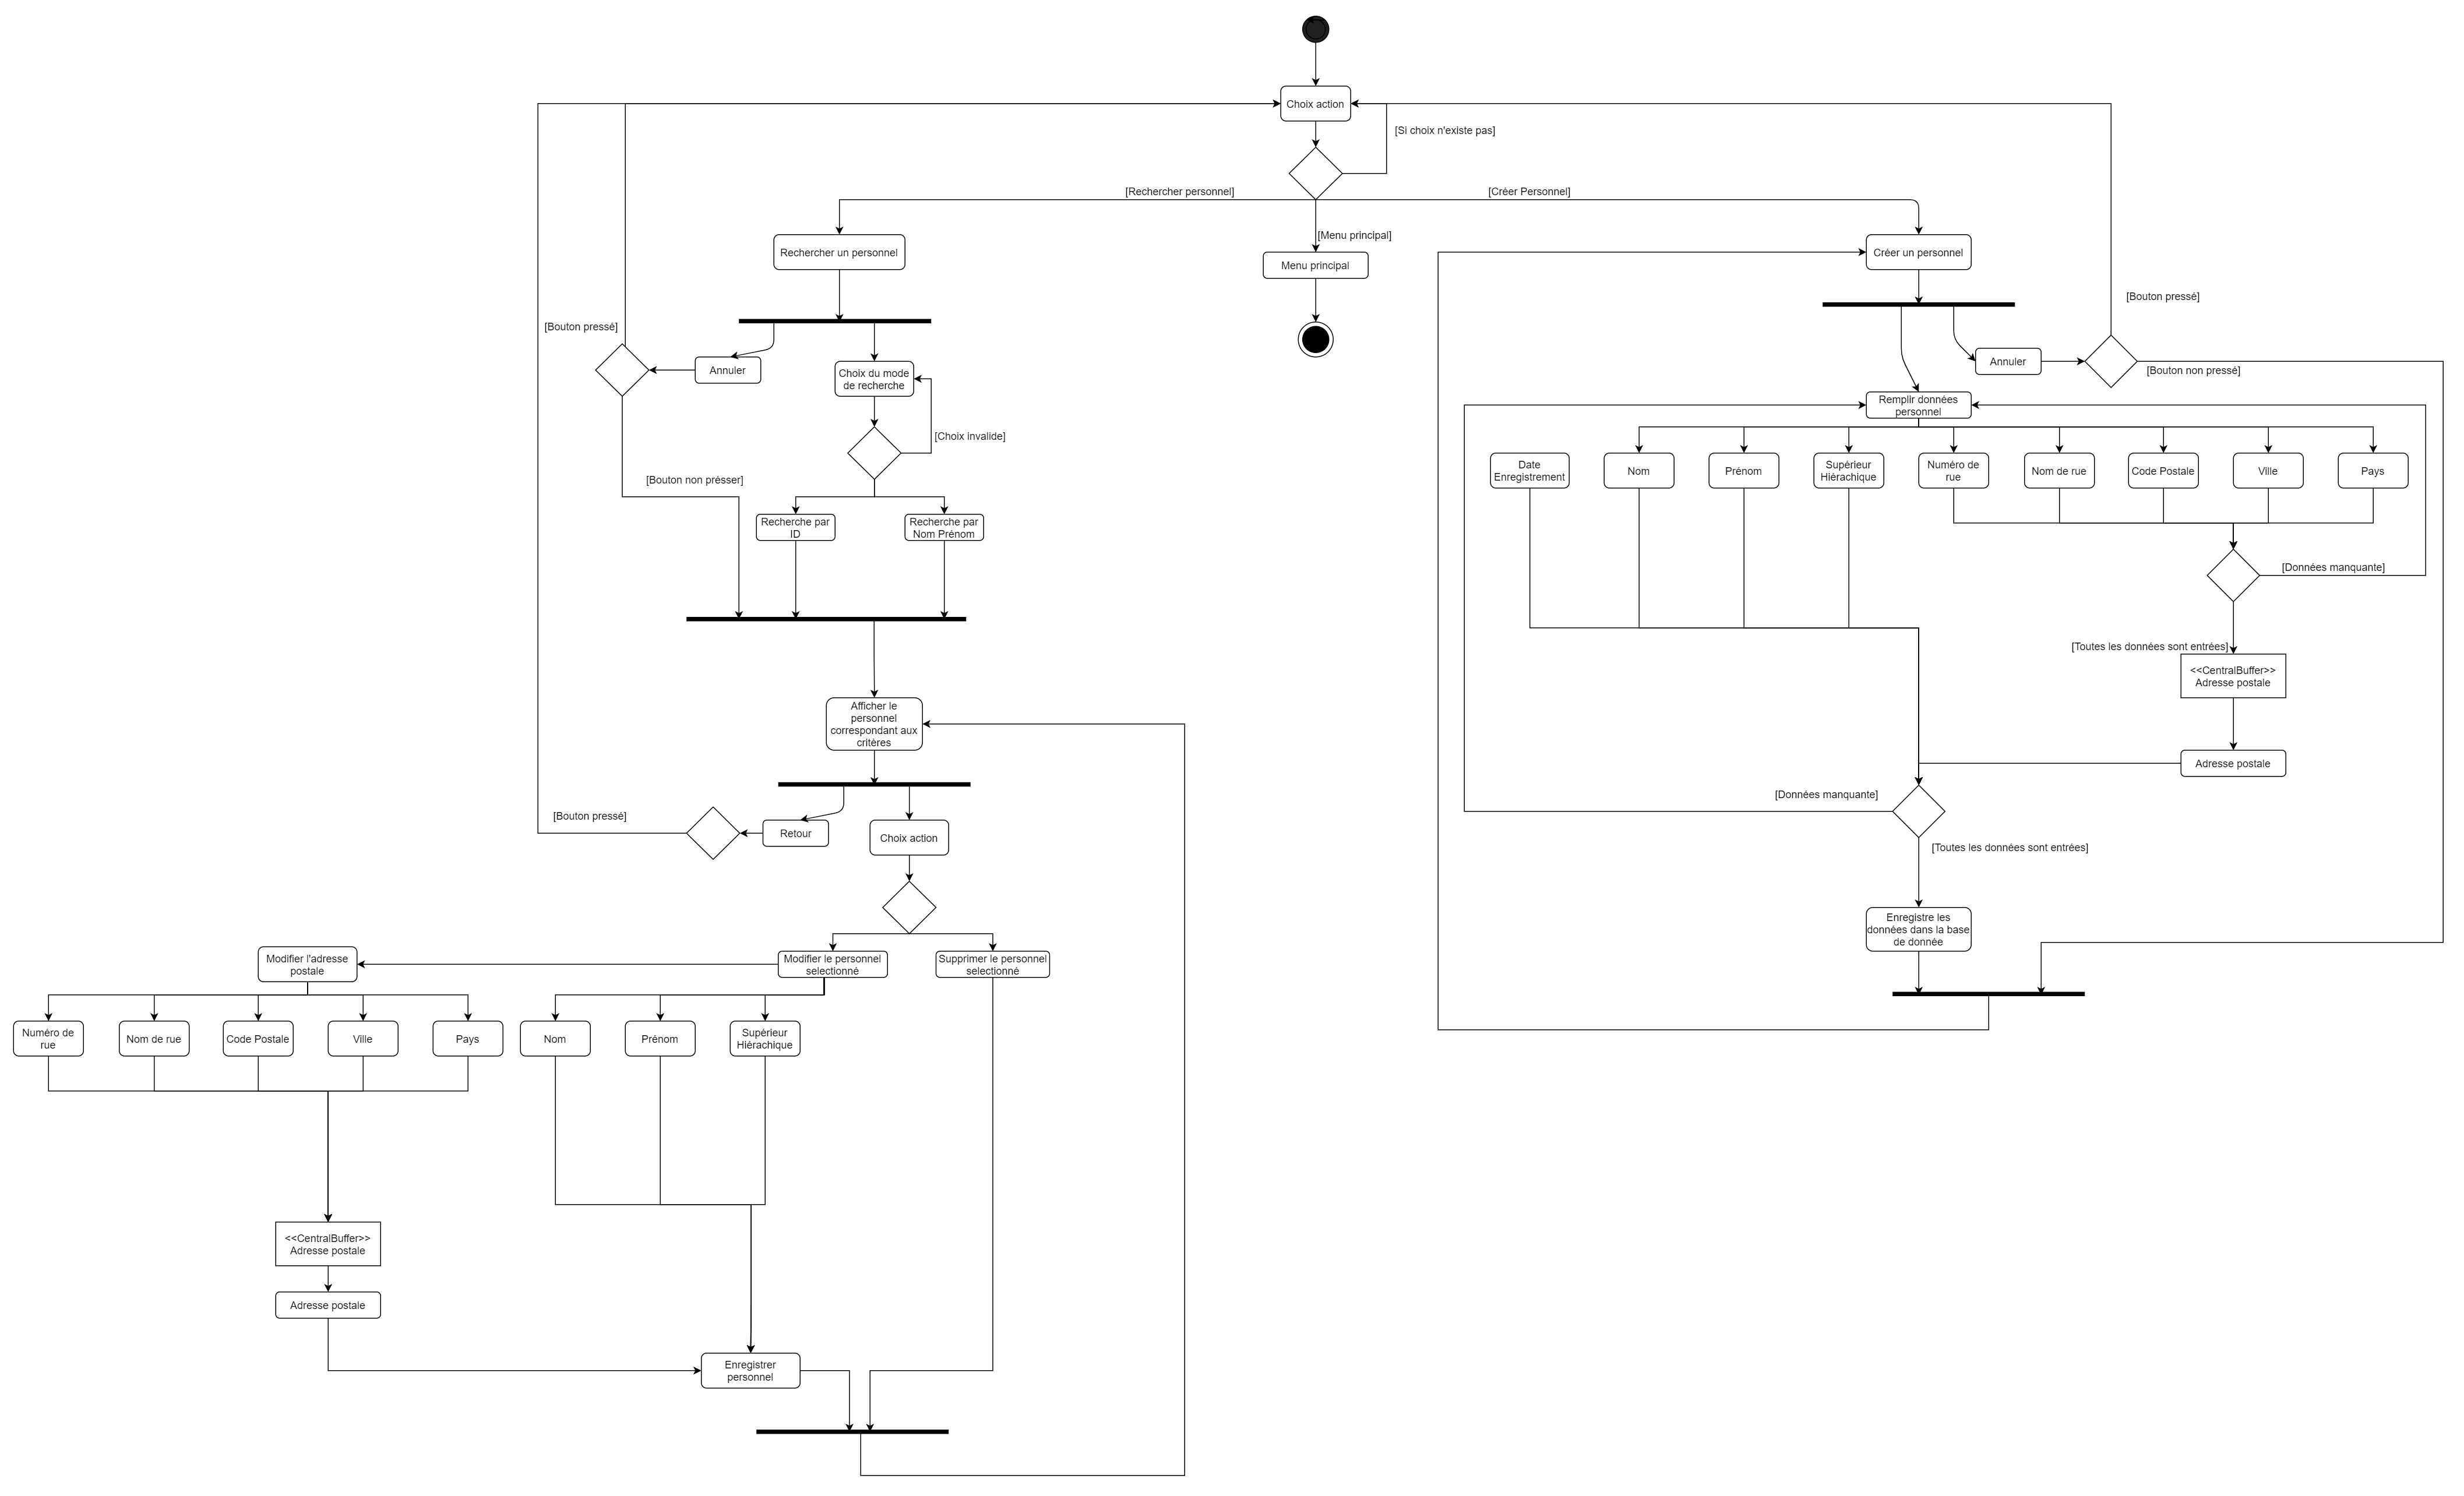 Choix action
[Si choix n'existe pas]
[Rechercher personnel]
[Créer Personnel]
[Menu principal]
Rechercher un personnel
Menu principal
Créer un personnel
[Bouton pressé]
[Bouton pressé]
Annuler
Choix du mode
de recherche
Annuler
[Bouton non pressé]
Remplir données
personnel
[Choix invalide]
Date
Enregistrement
Nom
Prénom
Supérieur
Hiérachique
Numéro de
rue
Nom de rue
Code Postale
Ville
Pays
[Bouton non présser]
Recherche par
ID
Recherche par
Nom Prénom
[Données manquante]
[Toutes les données sont entrées]
<<CentralBuffer>>
Adresse postale
Afficher le
personnel
correspondant aux
critères
Adresse postale
[Données manquante]
[Bouton pressé]
Retour
Choix action
[Toutes les données sont entrées]
Enregistre les
données dans la base
de donnée
Modifier l'adresse
postale
Modifier le personnel
selectionné
Supprimer le personnel
selectionné
Numéro de
rue
Nom de rue
Code Postale
Ville
Pays
Nom
Prénom
Supérieur
Hiérachique
<<CentralBuffer>>
Adresse postale
Adresse postale
Enregistrer
personnel